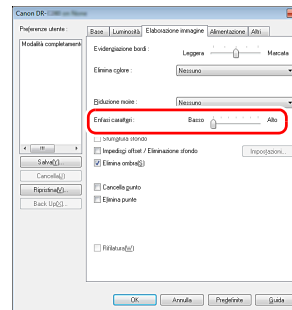 Canon DR-
Preferenze utente :
Modalità completamente
Salva(Y)...
Cancella(J)
Ripristina(V)...
Back Up(X)...
Base Luminosità Elaborazione immagine Alimentazione Altri
Evidenziazione bordi : Leggera Marcata
Elimina colore : Nessuno
Riduzione moire : Nessuno
Enfasi caratteri : Basso Alto
Sfumatura sfondo
Impedisci offset / Eliminazione sfondo Impostazioni...
Elimina ombra(S)
Cancella punto
Elimina punte
Rifilatura(W)
OK Annulla Predefinite Guida